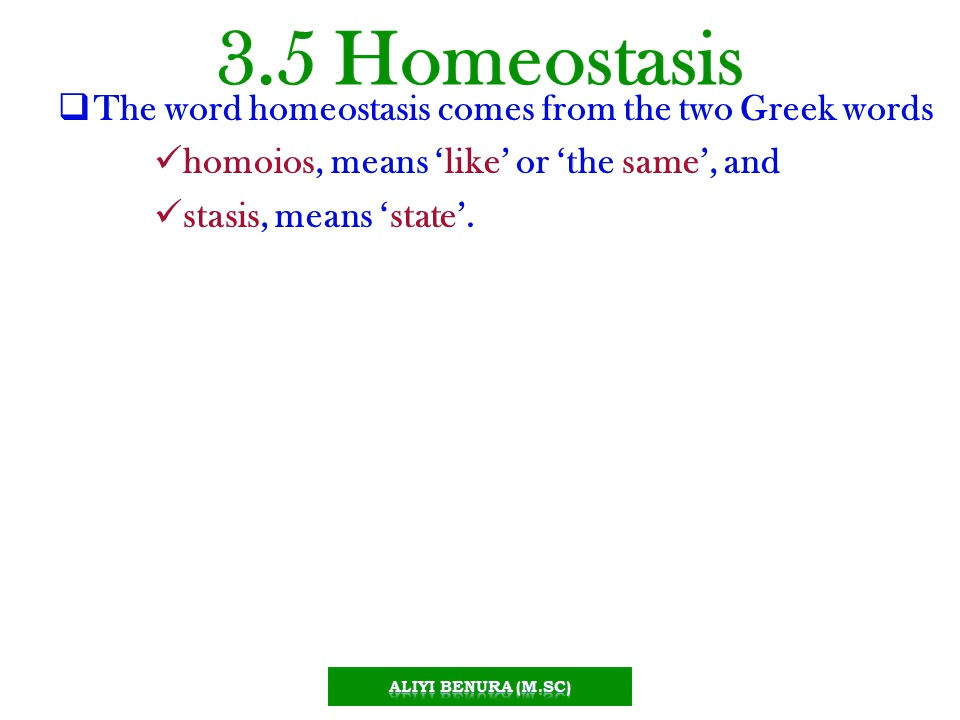 3.5 Homeostasis
❑The word homeostasis comes from the two Greek words
✓homoios, means ‘like’ or ‘the same’, and
✓stasis, means ‘state’.
ALIYI BENURA (M.SC)